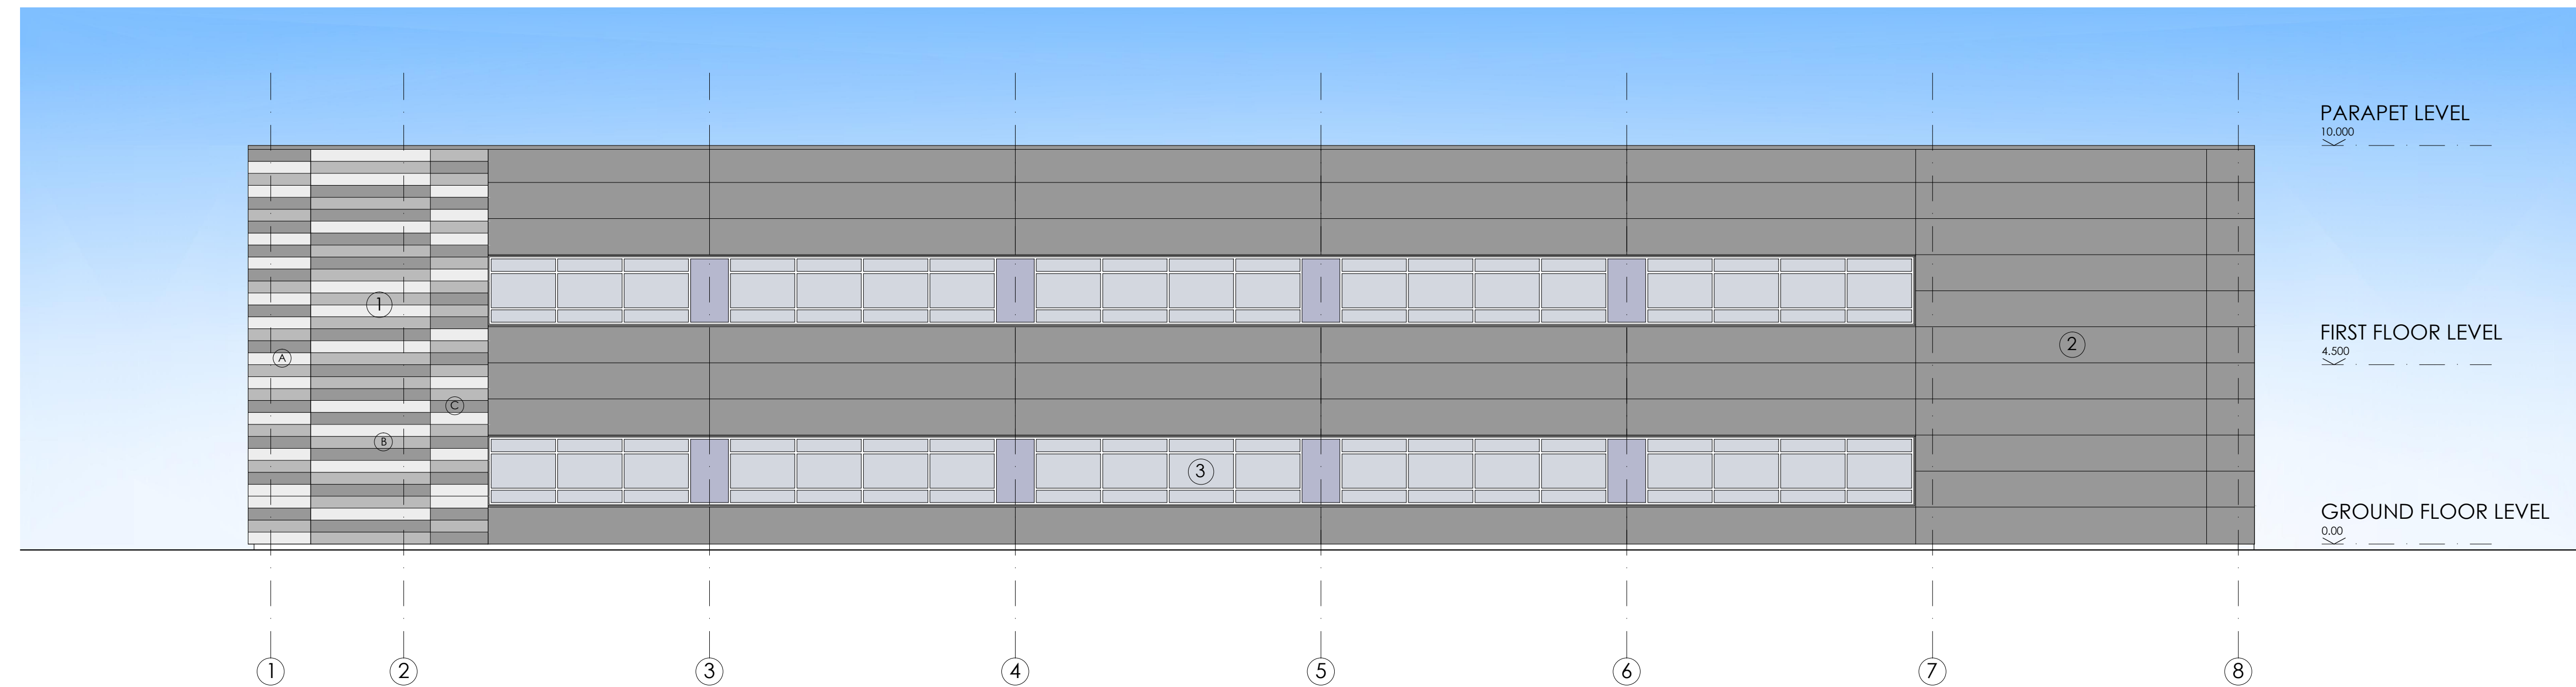 PARAPET LEVEL
10.000
1
FIRST FLOOR LEVEL
2
4.500
A
C
B
3
GROUND FLOOR LEVEL
0.00
1 2 3 4 5 6 7 8